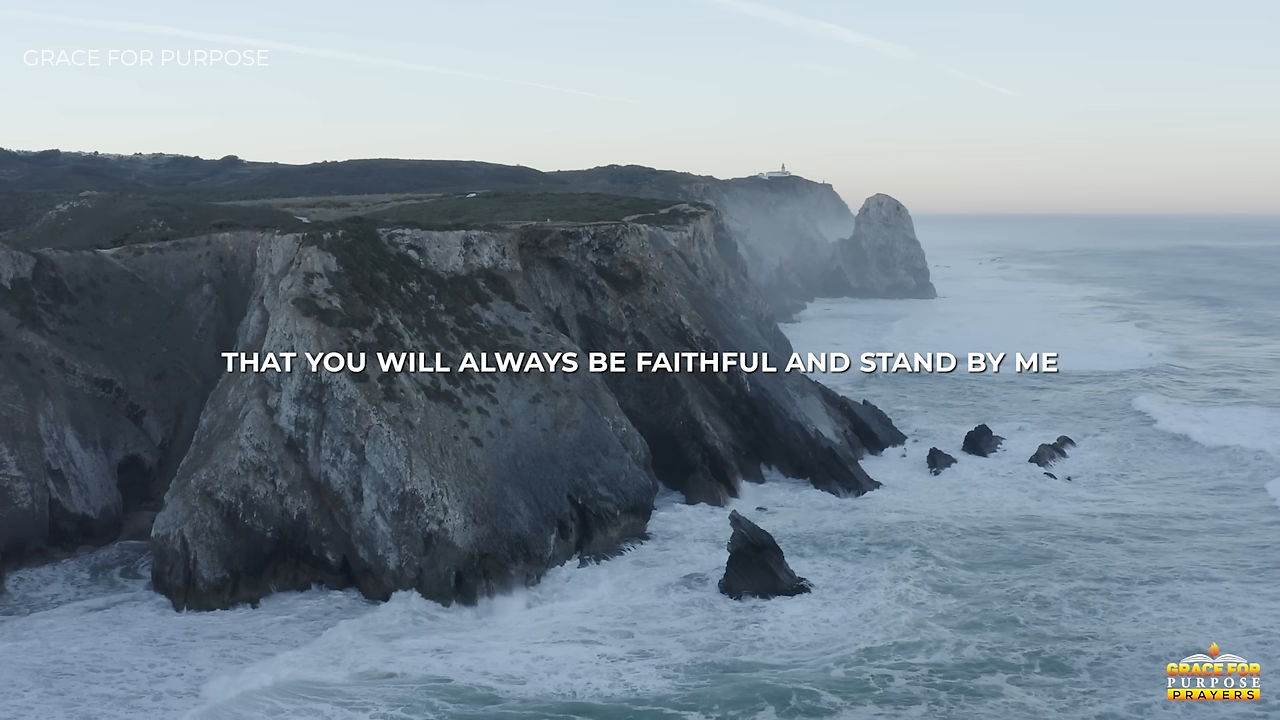 GRACE FOR PURPOSE
THAT YOU WILL ALWAYS BE FAITHFUL AND STAND BY ME
GRACE FOR
PURPOSE
PRAYERS